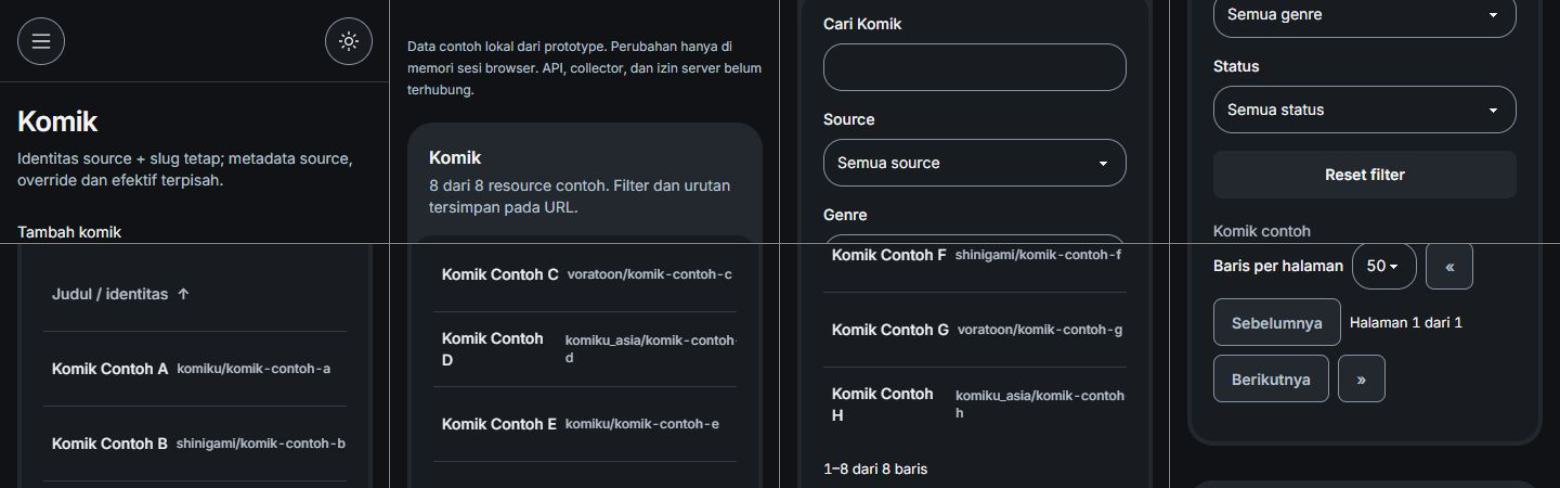 Komik
Identitas source + slug tetap; metadata source,
override dan efektif terpisah.
Tambah komik
Data contoh lokal dari prototype. Perubahan hanya di
memori sesi browser. API, collector, dan izin server belum
terhubung.
Komik
8 dari 8 resource contoh. Filter dan urutan
tersimpan pada URL.
Cari Komik
Source
Semua source
Genre
Semua genre
Status
Semua status
Reset filter
Komik contoh
Judul / identitas ↑
Komik Contoh A komiku/komik-contoh-a
Komik Contoh B shinigami/komik-contoh-b
Komik Contoh C voratoon/komik-contoh-c
Komik Contoh komiku_asia/komik-contoh-
D d
Komik Contoh E komiku/komik-contoh-e
Komik Contoh F shinigami/komik-contoh-f
Komik Contoh G voratoon/komik-contoh-g
Komik Contoh komiku_asia/komik-contoh-
H h
1–8 dari 8 baris
Baris per halaman 50 «
Sebelumnya Halaman 1 dari 1
Berikutnya »